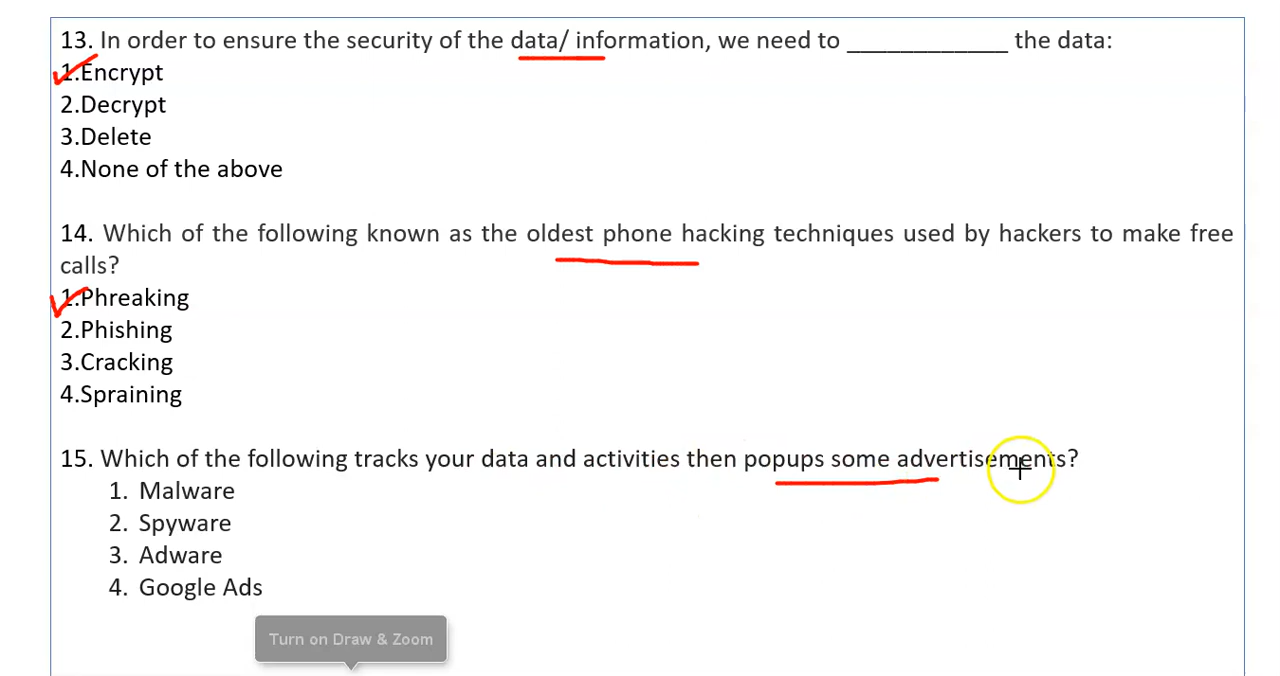 13. In order to ensure the security of the data/ information, we need to ____________ the data:
1.Encrypt
2.Decrypt
3.Delete
4.None of the above
14. Which of the following known as the oldest phone hacking techniques used by hackers to make free
calls?
1.Phreaking
2.Phishing
3.Cracking
4.Spraining
15. Which of the following tracks your data and activities then popups some advertisements?
1. Malware
2. Spyware
3. Adware
4. Google Ads
Turn on Draw & Zoom